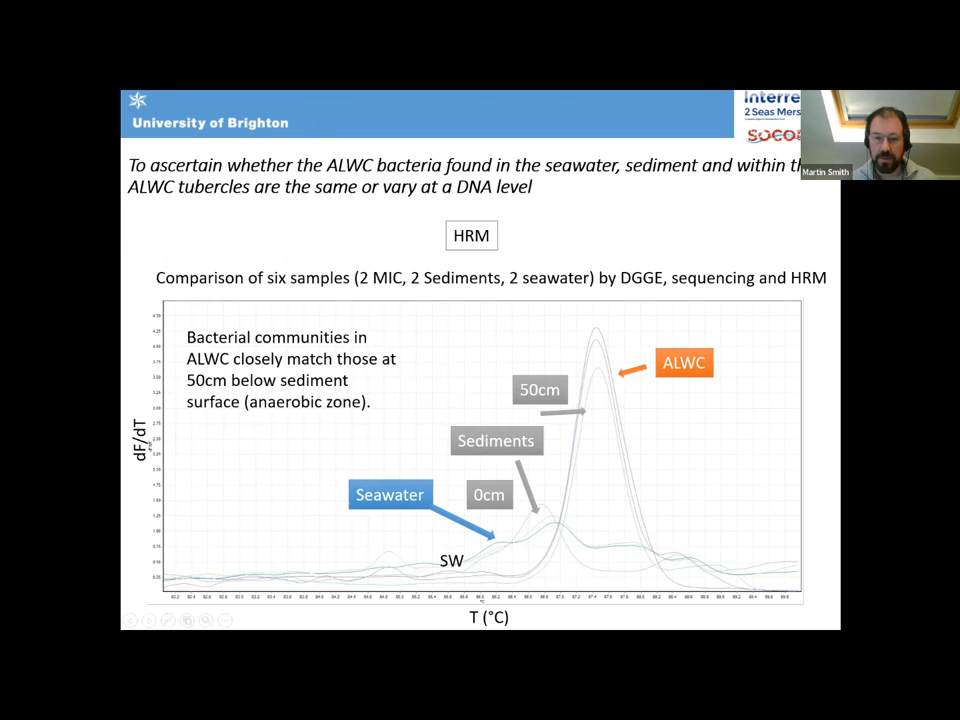 University of Brighton
Interre
2 Seas Mers
SOCO
Martin Smith
To ascertain whether the ALWC bacteria found in the seawater, sediment and within th
ALWC tubercles are the same or vary at a DNA level
HRM
Comparison of six samples (2 MIC, 2 Sediments, 2 seawater) by DGGE, sequencing and HRM
Bacterial communities in
ALWC closely match those at
50cm below sediment
surface (anaerobic zone).
ALWC
50cm
Sediments
Seawater
0cm
SW
dF/dT
T (°C)